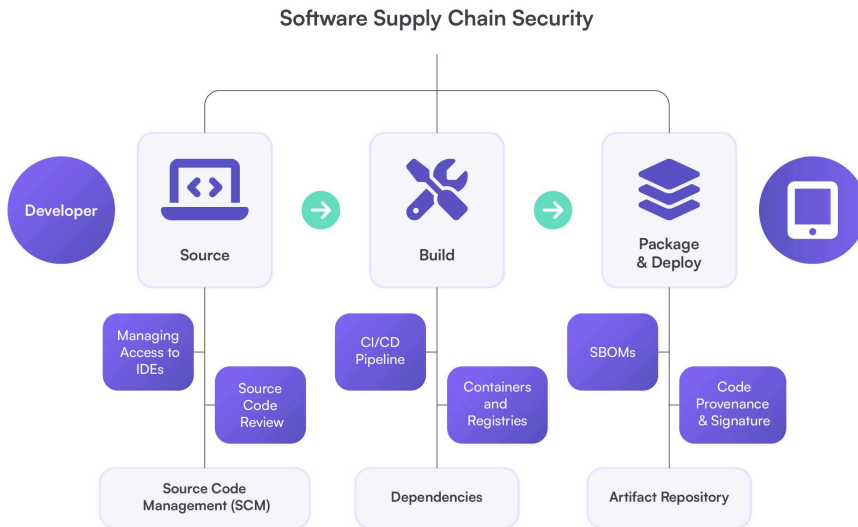 Software Supply Chain Security
Developer
Source
Build
Package
& Deploy
Managing
Access to
IDEs
Source
Code
Review
CI/CD
Pipeline
Containers
and
Registries
SBOMs
Code
Provenance
& Signature
Source Code
Management (SCM)
Dependencies
Artifact Repository